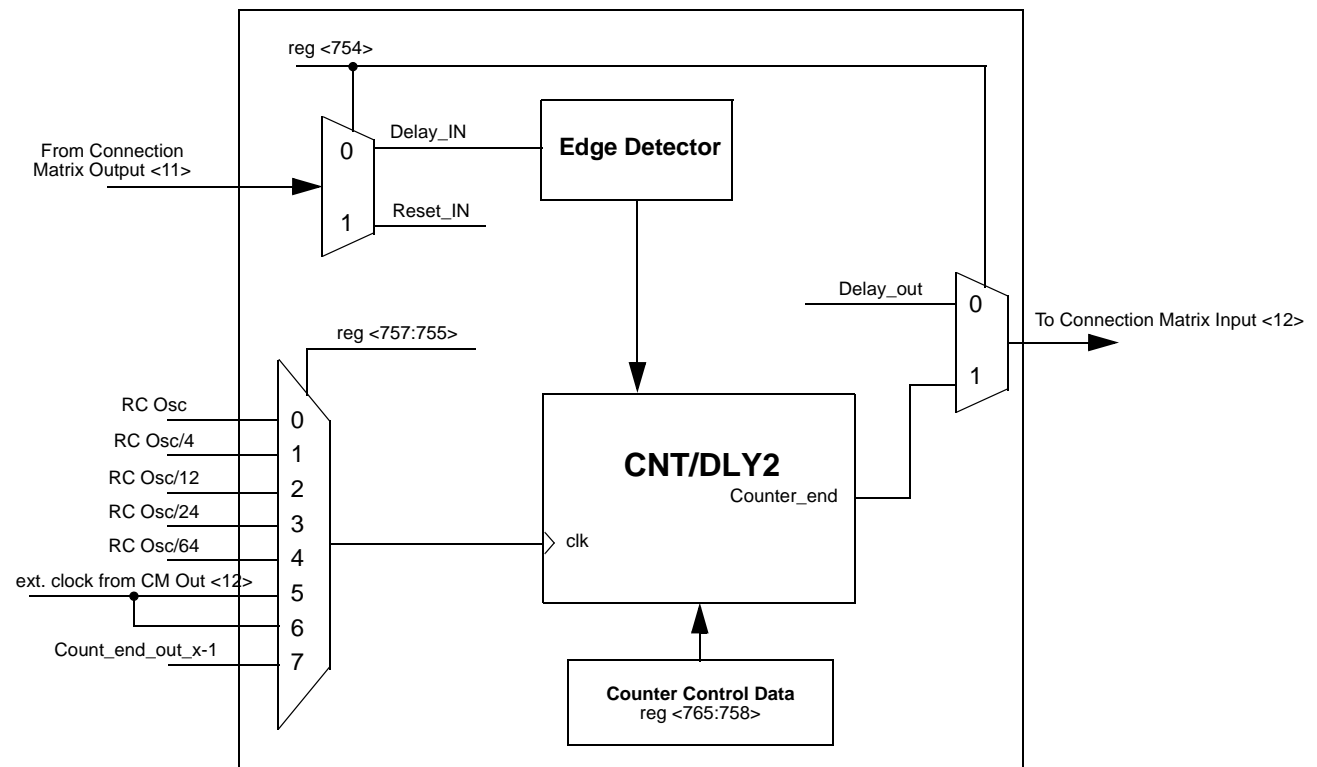 reg <754>
From Connection
Matrix Output <11>
0
1
Delay_IN
Reset_IN
Edge Detector
Delay_out
0
1
To Connection Matrix Input <12>
reg <757:755>
RC Osc
RC Osc/4
RC Osc/12
RC Osc/24
RC Osc/64
ext. clock from CM Out <12>
Count_end_out_x-1
0
1
2
3
4
5
6
7
CNT/DLY2
Counter_end
clk
Counter Control Data
reg <765:758>